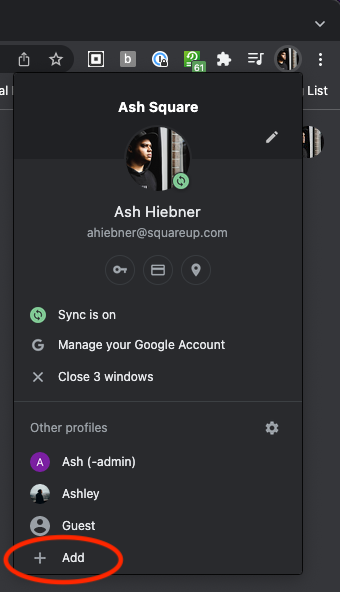 b
の
61
al
List
Ash Square
Ash Hiebner
ahiebner@squareup.com
Sync is on
G Manage your Google Account
Close 3 windows
Other profiles
A Ash (-admin)
Ashley
Guest
+ Add